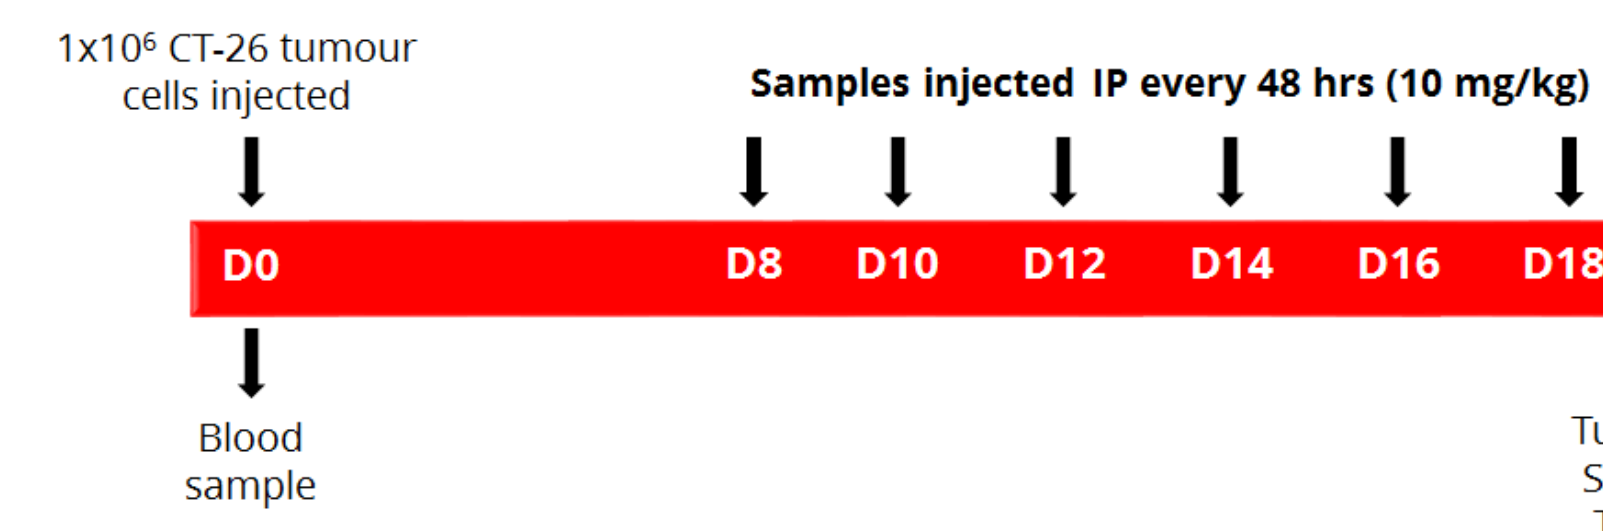 1x10⁶ CT-26 tumour
cells injected
Samples injected IP every 48 hrs (10 mg/kg)
D0
D8
D10
D12
D14
D16
D18
Blood
sample